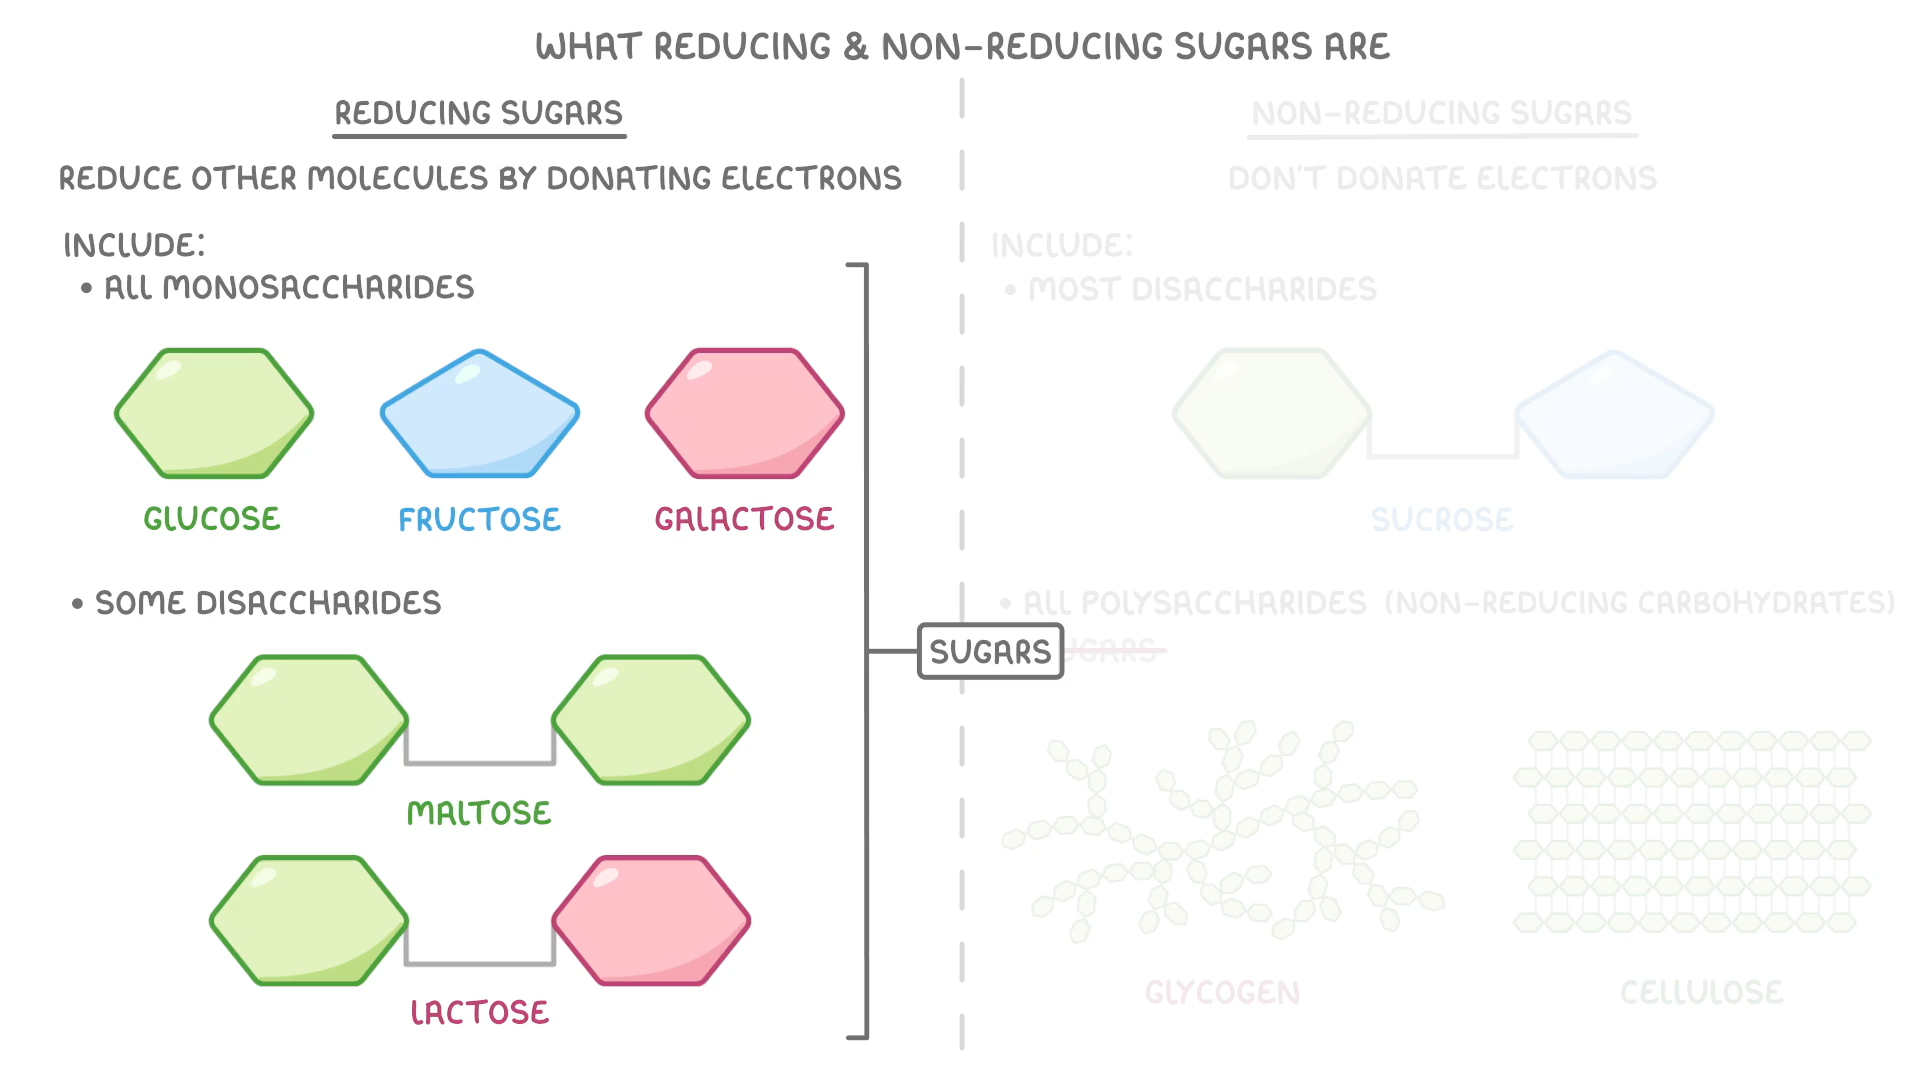 WHAT REDUCING & NON-REDUCING SUGARS ARE
REDUCING SUGARS
REDUCE OTHER MOLECULES BY DONATING ELECTRONS
INCLUDE:
• ALL MONOSACCHARIDES
GLUCOSE
FRUCTOSE
GALACTOSE
• SOME DISACCHARIDES
MALTOSE
LACTOSE
SUGARS
NON-REDUCING SUGARS
DON'T DONATE ELECTRONS
INCLUDE:
• MOST DISACCHARIDES
SUCROSE
• ALL POLYSACCHARIDES (NON-REDUCING CARBOHYDRATES)
GLYCOGEN
CELLULOSE